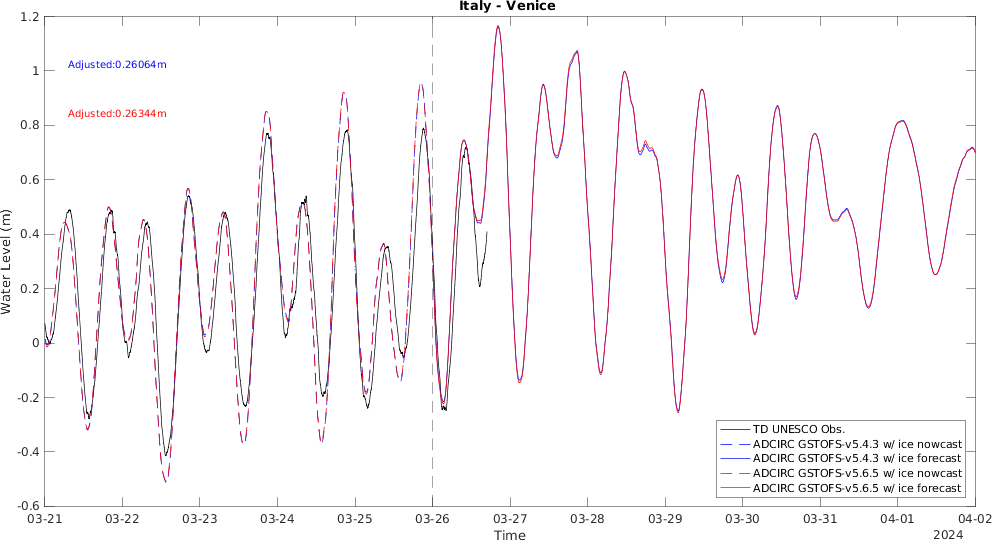 Italy - Venice
1.2
1
0.8
0.6
0.4
0.2
0
-0.2
-0.4
-0.6
Water Level (m)
Adjusted:0.26064m
Adjusted:0.26344m
TD UNESCO Obs.
ADCIRC GSTOFS-v5.4.3 w/ ice nowcast
ADCIRC GSTOFS-v5.4.3 w/ ice forecast
ADCIRC GSTOFS-v5.6.5 w/ ice nowcast
ADCIRC GSTOFS-v5.6.5 w/ ice forecast
03-21 03-22 03-23 03-24 03-25 03-26 03-27 03-28 03-29 03-30 03-31 04-01 04-02
Time
2024